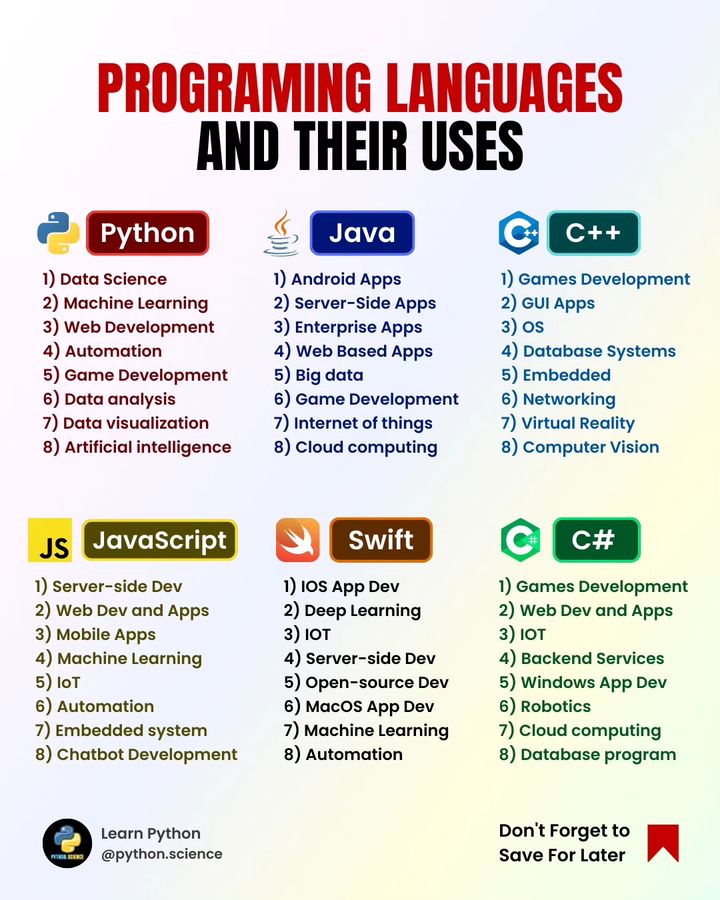 PROGRAMING LANGUAGES
AND THEIR USES
Python
1) Data Science
2) Machine Learning
3) Web Development
4) Automation
5) Game Development
6) Data analysis
7) Data visualization
8) Artificial intelligence
Java
1) Android Apps
2) Server-Side Apps
3) Enterprise Apps
4) Web Based Apps
5) Big data
6) Game Development
7) Internet of things
8) Cloud computing
C++
C++
1) Games Development
2) GUI Apps
3) OS
4) Database Systems
5) Embedded
6) Networking
7) Virtual Reality
8) Computer Vision
JS
JavaScript
1) Server-side Dev
2) Web Dev and Apps
3) Mobile Apps
4) Machine Learning
5) IoT
6) Automation
7) Embedded system
8) Chatbot Development
Swift
1) IOS App Dev
2) Deep Learning
3) IOT
4) Server-side Dev
5) Open-source Dev
6) MacOS App Dev
7) Machine Learning
8) Automation
C#
C#
1) Games Development
2) Web Dev and Apps
3) IOT
4) Backend Services
5) Windows App Dev
6) Robotics
7) Cloud computing
8) Database program
PYTHON.SCIENCE
Learn Python
@python.science
Don't Forget to
Save For Later